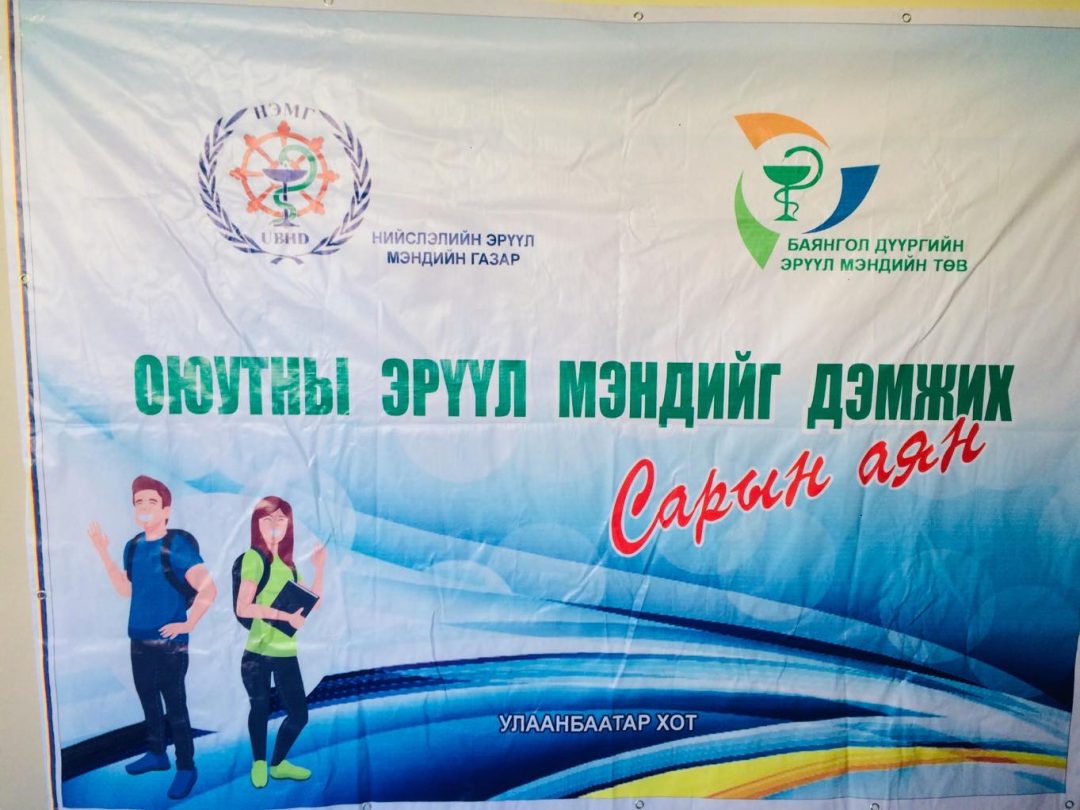 НЭМГ
UBHD
НИЙСЛЭЛИЙН ЭРҮҮЛ
МЭНДИЙН ГАЗАР
БАЯНГОЛ ДҮҮРГИЙН
ЭРҮҮЛ МЭНДИЙН ТӨВ
ОЮУТНЫ ЭРҮҮЛ МЭНДИЙГ ДЭМЖИХ
Сарын аян
УЛААНБААТАР ХОТ